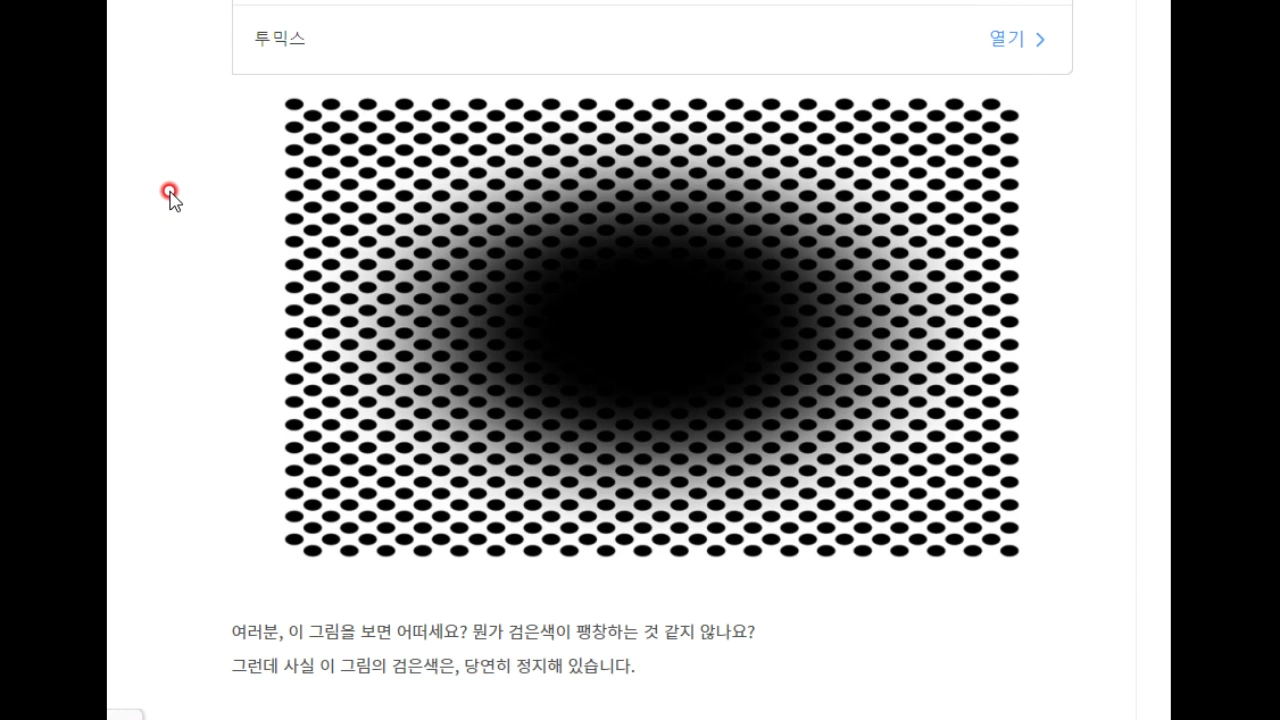 투믹스
열기
여러분, 이 그림을 보면 어떠세요? 뭔가 검은색이 팽창하는 것 같지 않나요?
그런데 사실 이 그림의 검은색은, 당연히 정지해 있습니다.